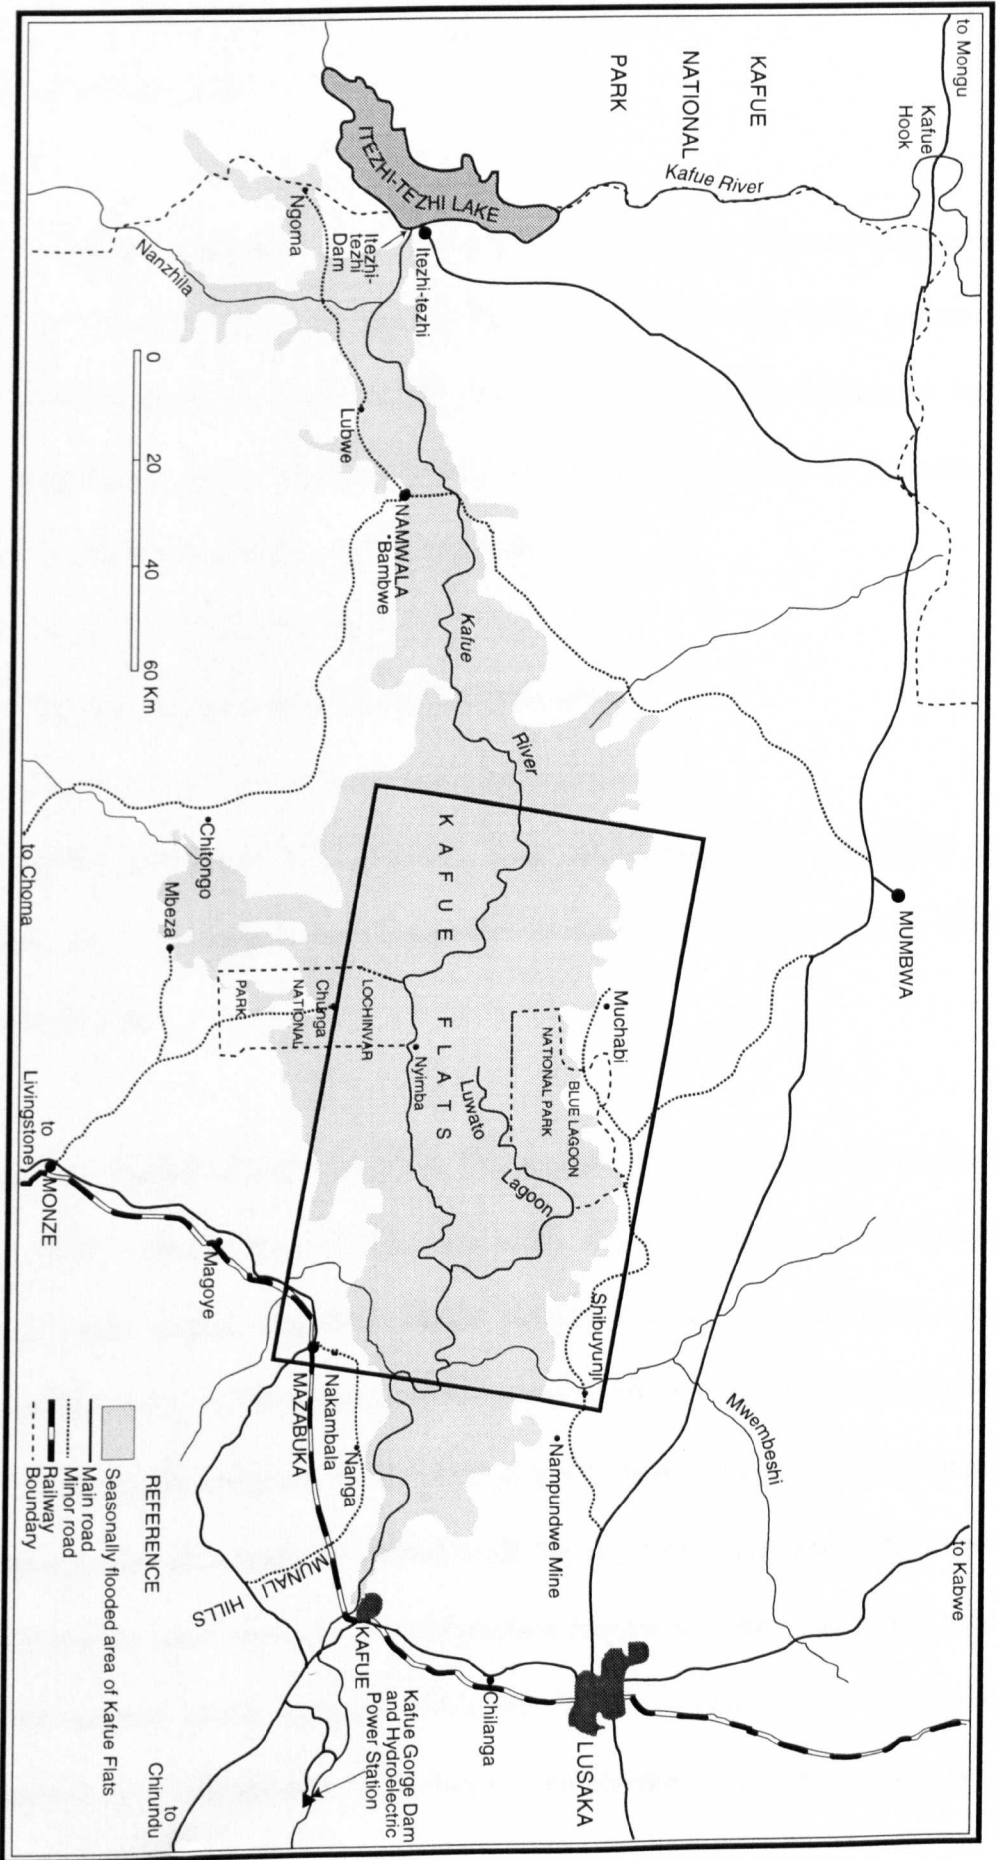 to Mongu
Kafue
Hook
KAFUE
NATIONAL
PARK
Kafue River
ITEZHI-TEZHI LAKE
Itezhi-tezhi
Itezhi-
tezhi
Dam
Ngoma
Nanzhila
0 20 40 60 Km
Lubwe
NAMWALA
Bambwe
Kafue
River
MUMBWA
KAFUE FLATS
Chitongo
Mbeza
to Choma
LOCHINVAR
NATIONAL
PARK
Chunga
Nyimba
Muchabi
BLUE LAGOON
NATIONAL PARK
Luwato
Lagoon
to
Livingstone
MONZE
Magoye
MAZABUKA
Nakambala
Nanga
Shibuyunji
Nampundwe Mine
Mwembeshi
to Kabwe
MUNALI
HILLS
KAFUE
Kafue Gorge Dam
and Hydroelectric
Power Station
Chilanga
LUSAKA
to
Chirundu
REFERENCE
Seasonally flooded area of Kafue Flats
Main road
Minor road
Railway
Boundary